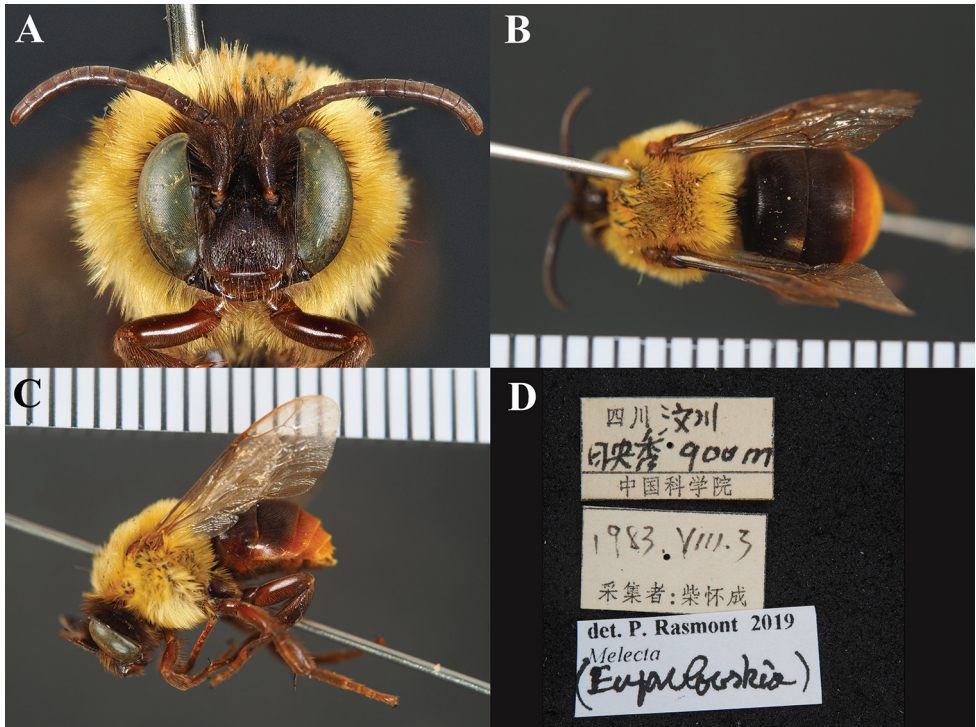 A
B
C
D
四川 汶川
映秀·900m
中国科学院
1983.VIII.3
采集者:柴怀成
det. P. Rasmont 2019
Melecta
(Eupavlovskia)